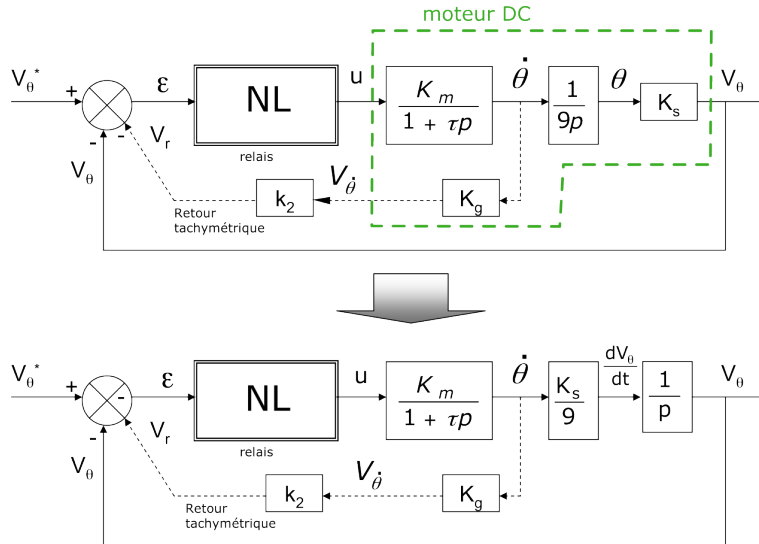 moteur DC
V_θ*
+
ε
NL
u
K_m
1 + τp
θ̇
1
9p
θ
K_s
V_θ
-
-
V_r
V_θ
relais
V_θ̇
k_2
K_g
Retour
tachymétrique
V_θ*
+
-
ε
NL
u
K_m
1 + τp
θ̇
K_s
9
dV_θ
dt
1
p
V_θ
-
V_r
V_θ
relais
V_θ̇
k_2
K_g
Retour
tachymétrique